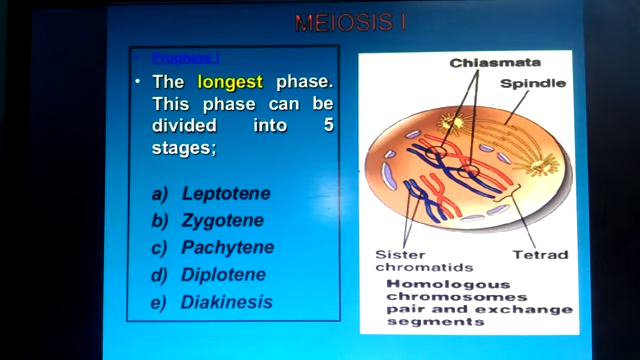 MEIOSIS I
• Prophase I
• The longest phase.
This phase can be
divided into 5
stages;
a) Leptotene
b) Zygotene
c) Pachytene
d) Diplotene
e) Diakinesis
Chiasmata
Spindle
Sister
chromatids
Tetrad
Homologous
chromosomes
pair and exchange
segments